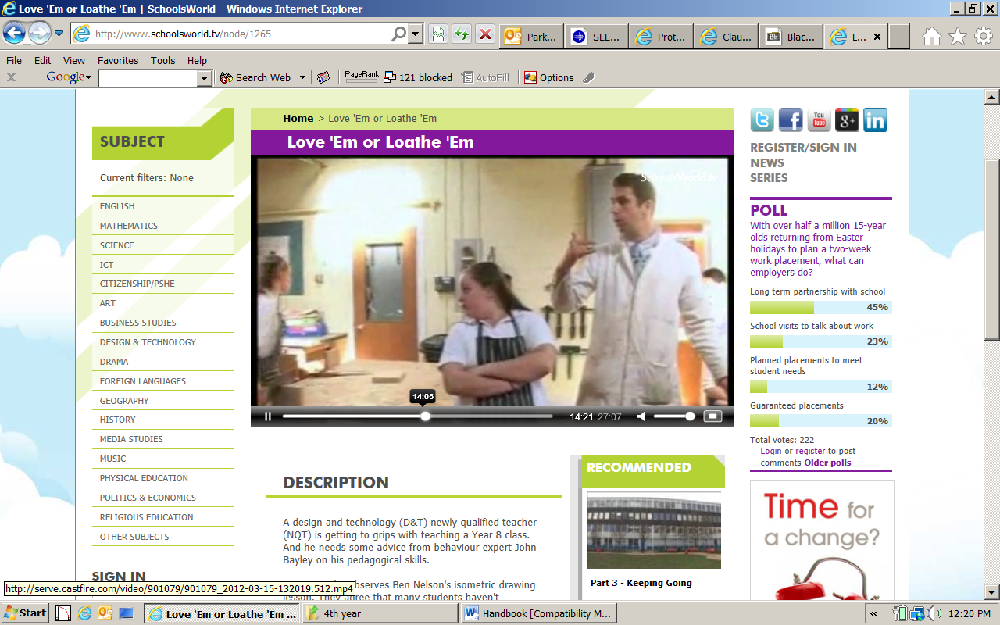 Love 'Em or Loathe 'Em | SchoolsWorld - Windows Internet Explorer
http://www.schoolsworld.tv/node/1265
Park...
SEE...
Prot...
Clau...
Bb Blac...
L...
File Edit View Favorites Tools Help
x Google Search Web PageRank 121 blocked AutoFill Options
SUBJECT
Current filters: None
ENGLISH
MATHEMATICS
SCIENCE
ICT
CITIZENSHIP/PSHE
ART
BUSINESS STUDIES
DESIGN & TECHNOLOGY
DRAMA
FOREIGN LANGUAGES
GEOGRAPHY
HISTORY
MEDIA STUDIES
MUSIC
PHYSICAL EDUCATION
POLITICS & ECONOMICS
RELIGIOUS EDUCATION
OTHER SUBJECTS
SIGN IN
Home > Love 'Em or Loathe 'Em
Love 'Em or Loathe 'Em
SchoolsWorld.tv
14:05
14:21 27:07
DESCRIPTION
A design and technology (D&T) newly qualified teacher
(NQT) is getting to grips with teaching a Year 8 class.
And he needs some advice from behaviour expert John
Bayley on his pedagogical skills.
observes Ben Nelson's isometric drawing
lesson. They agree that many students haven't
RECOMMENDED
Part 3 - Keeping Going
You Tube
g+
in
REGISTER/SIGN IN
NEWS
SERIES
POLL
With over half a million 15-year
olds returning from Easter
holidays to plan a two-week
work placement, what can
employers do?
Long term partnership with school
45%
School visits to talk about work
23%
Planned placements to meet
student needs
12%
Guaranteed placements
20%
Total votes: 222
Login or register to post
comments Older polls
Time for
a change?
http://serve.castfire.com/video/901079/901079_2012-03-15-132019.512.mp4
Start
Love 'Em or Loathe 'Em ...
4th year
Handbook [Compatibility M...
«
12:20 PM